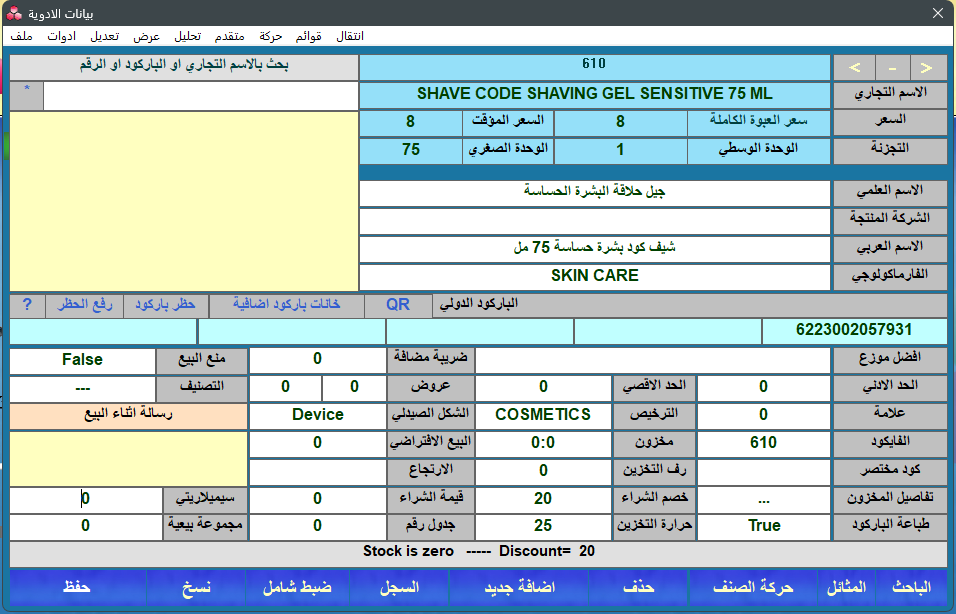 بيانات الادوية
ملف ادوات تعديل عرض تحليل متقدم حركة قوائم انتقال
< - > 610 بحث بالاسم التجاري او الباركود او الرقم
الاسم التجاري SHAVE CODE SHAVING GEL SENSITIVE 75 ML *
السعر سعر العبوة الكاملة 8 السعر المؤقت 8
التجزئة الوحدة الوسطي 1 الوحدة الصغري 75
الاسم العلمي جيل حلاقة البشرة الحساسة
الشركة المنتجة
الاسم العربي شيف كود بشرة حساسة 75 مل
الفارماكولوجي SKIN CARE
الباركود الدولي QR خانات باركود اضافية حظر باركود رفع الحظر ?
6223002057931
افضل موزع ضريبة مضافة 0 منع البيع False
الحد الادني 0 الحد الاقصي 0 عروض 0 0 التصنيف ---
علامة 0 الترخيص COSMETICS الشكل الصيدلي Device رسالة اثناء البيع
الفايكود 610 مخزون 0:0 البيع الافتراضي 0
كود مختصر رف التخزين 0 الارتجاع
تفاصيل المخزون ... خصم الشراء 20 قيمة الشراء 0 سيميلاريتي 0
طباعة الباركود True حرارة التخزين 25 جدول رقم 0 مجموعة بيعية 0
Stock is zero ----- Discount= 20
الباحث المثائل حركة الصنف حذف اضافة جديد السجل ضبط شامل نسخ حفظ